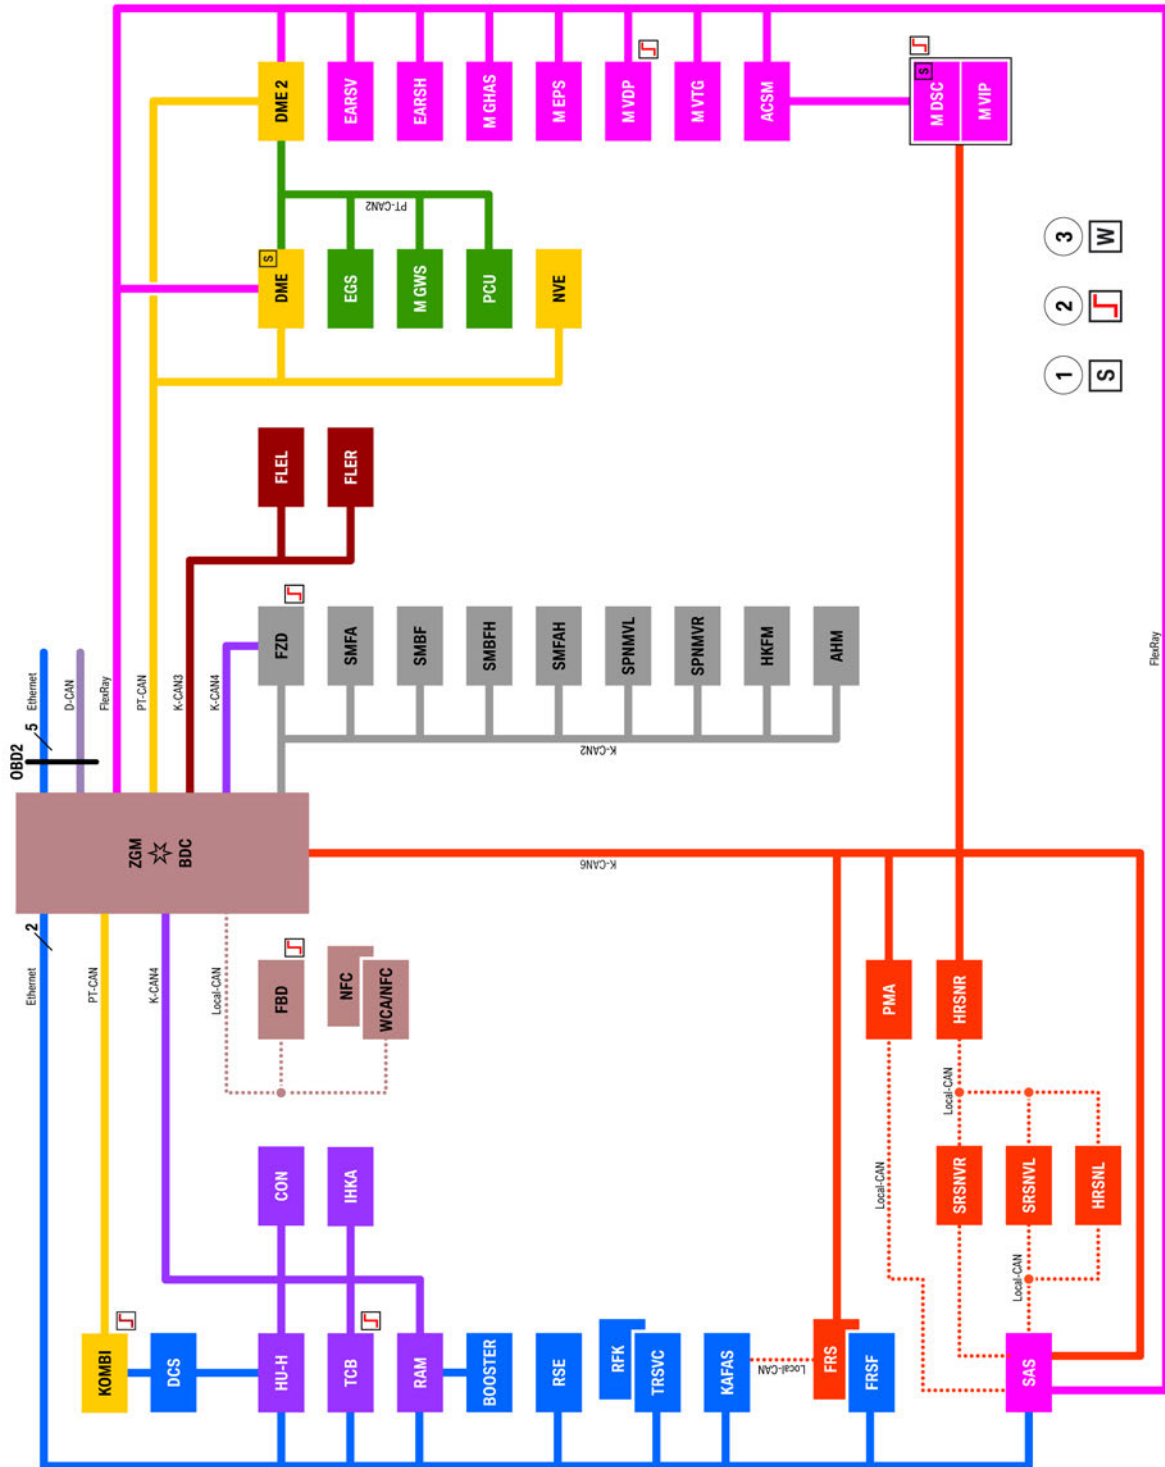 KOMBI
DCS
HU-H
TCB
RAM
BOOSTER
RSE
RFK
TRSVC
KAFAS
FRS
FRSF
SAS
Local-CAN
CON
IHKA
SRSNVR
SRSNVL
HRSNL
Local-CAN
Local-CAN
Local-CAN
FBD
NFC
WCA/NFC
PMA
HRSNR
Ethernet
2
PT-CAN
K-CAN4
Local-CAN
ZGM
BDC
K-CAN6
OBD2
5
Ethernet
D-CAN
FlexRay
PT-CAN
K-CAN3
K-CAN4
K-CAN2
FZD
SMFA
SMBF
SMBFH
SMFAH
SPNMVL
SPNMVR
HKFM
AHM
FlexRay
FLEL
FLER
DME
S
EGS
M GWS
PCU
NVE
PT-CAN2
DME 2
EARSV
EARSH
M GHAS
M EPS
M VDP
M VTG
ACSM
M DSC
S
M VIP
1
S
2
3
W